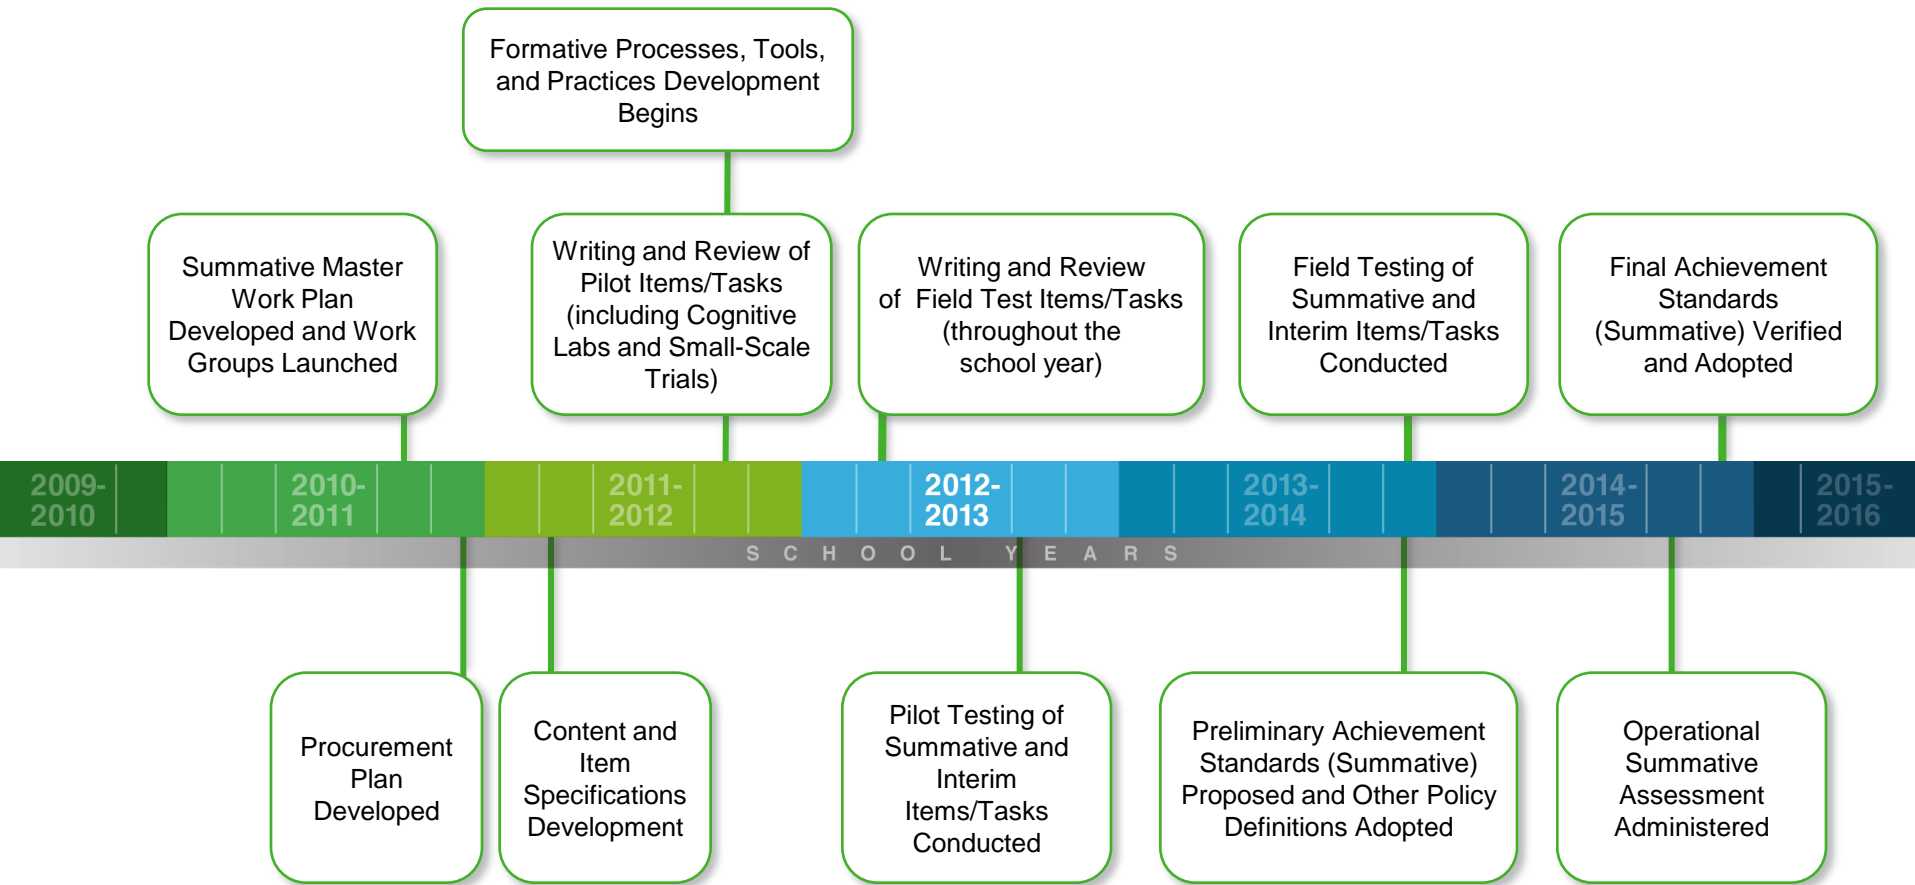 Formative Processes, Tools,
and Practices Development
Begins
Summative Master
Work Plan
Developed and Work
Groups Launched
Writing and Review of
Pilot Items/Tasks
(including Cognitive
Labs and Small-Scale
Trials)
Writing and Review
of Field Test Items/Tasks
(throughout the
school year)
Field Testing of
Summative and
Interim Items/Tasks
Conducted
Final Achievement
Standards
(Summative) Verified
and Adopted
2009-
2010
2010-
2011
2011-
2012
2012-
2013
2013-
2014
2014-
2015
2015-
2016
SCHOOL YEARS
Procurement
Plan
Developed
Content and
Item
Specifications
Development
Pilot Testing of
Summative and
Interim
Items/Tasks
Conducted
Preliminary Achievement
Standards (Summative)
Proposed and Other Policy
Definitions Adopted
Operational
Summative
Assessment
Administered